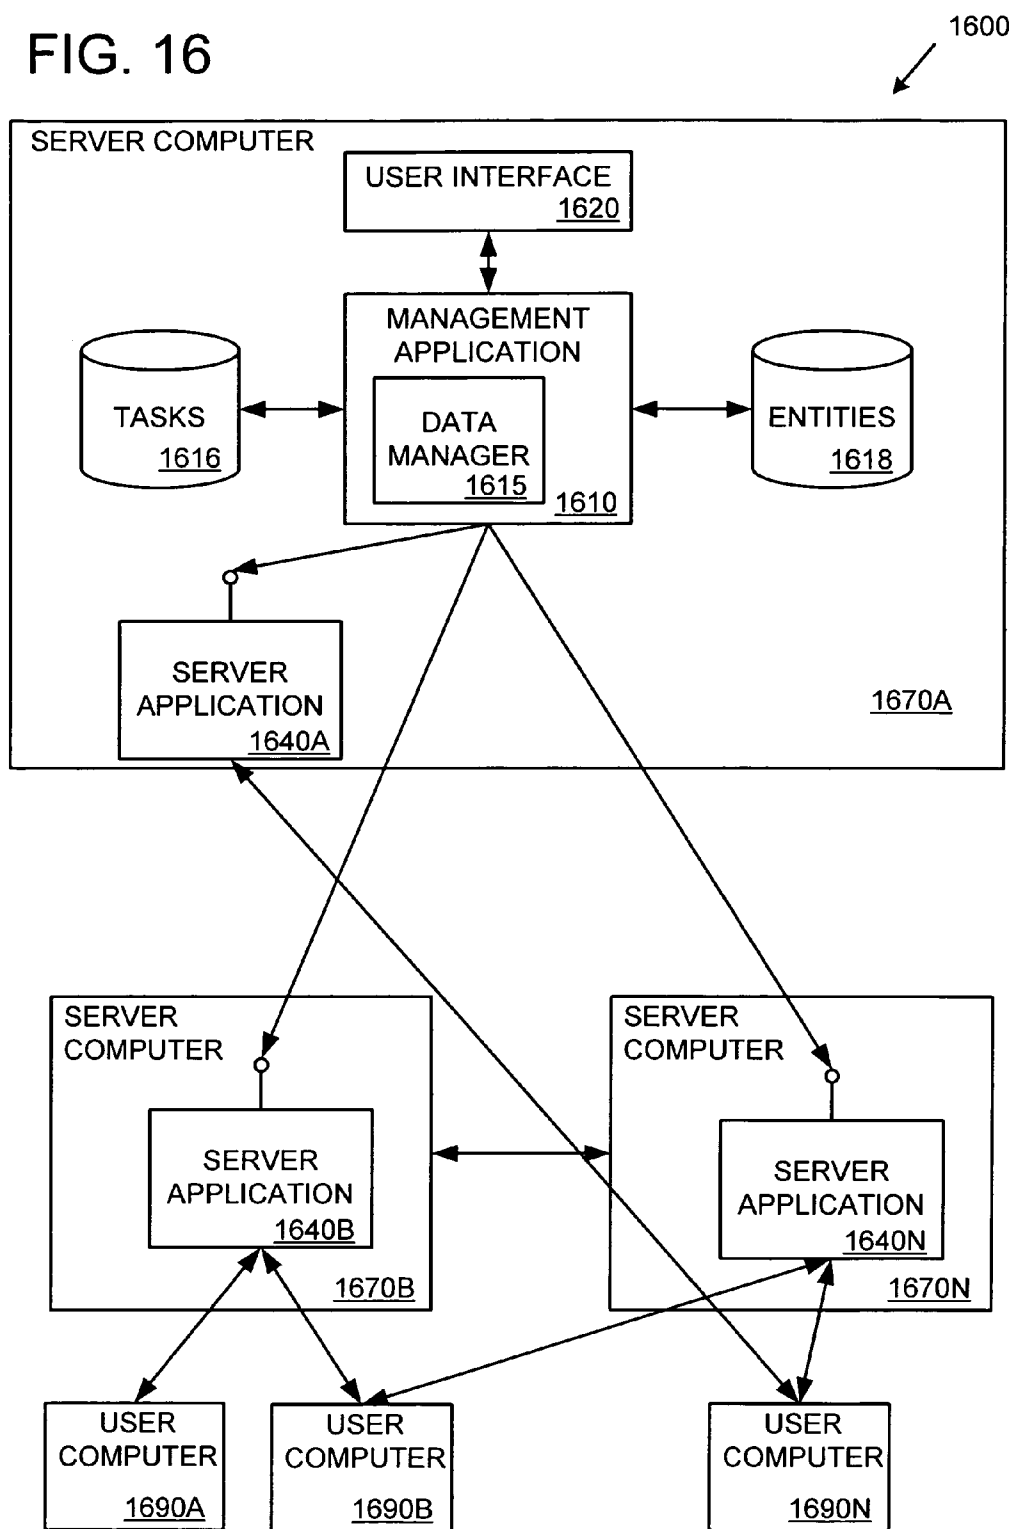 FIG. 16
1600
SERVER COMPUTER
USER INTERFACE
1620
MANAGEMENT
APPLICATION
DATA
MANAGER
1615
1610
TASKS
1616
ENTITIES
1618
SERVER
APPLICATION
1640A
1670A
SERVER
COMPUTER
SERVER
APPLICATION
1640B
1670B
SERVER
COMPUTER
SERVER
APPLICATION
1640N
1670N
USER
COMPUTER
1690A
USER
COMPUTER
1690B
USER
COMPUTER
1690N